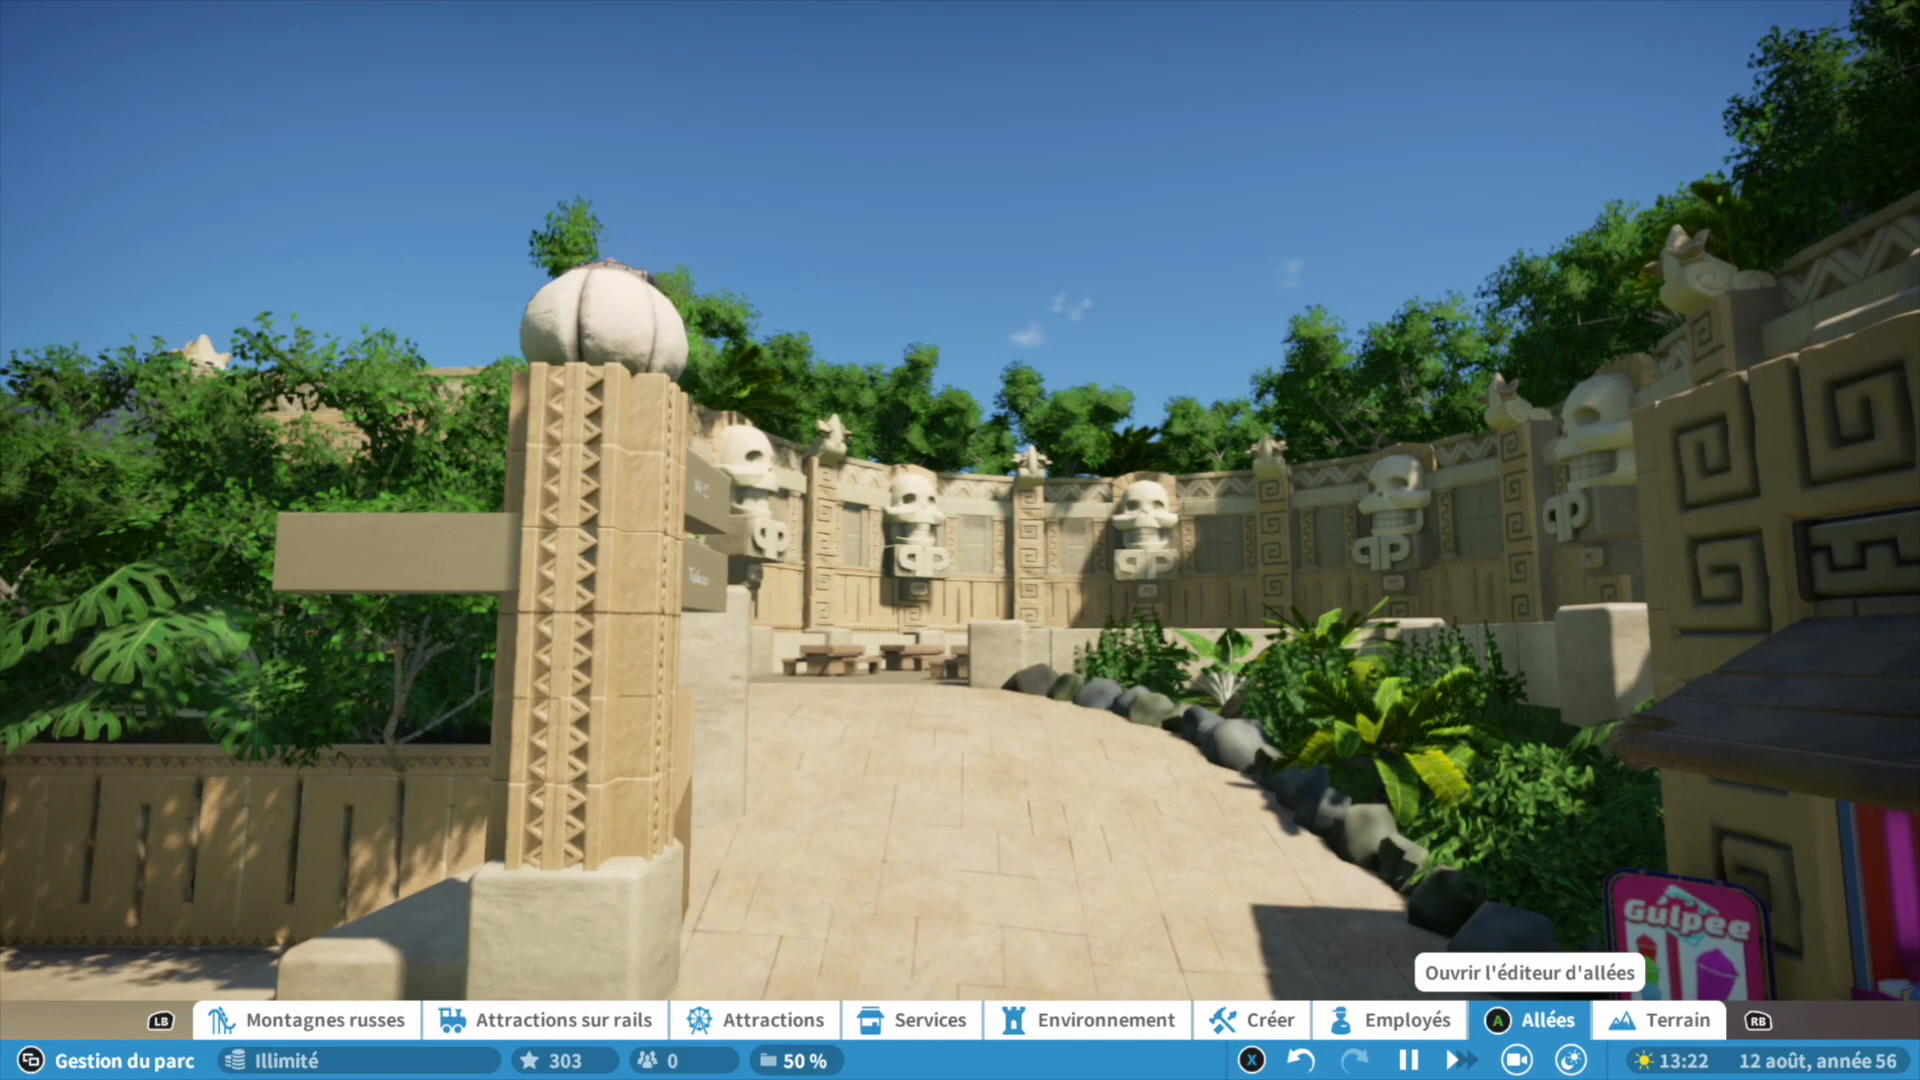 WC
Gulpee
Ouvrir l'éditeur d'allées
LB Montagnes russes Attractions sur rails Attractions Services Environnement Créer Employés A Allées Terrain RB
Gestion du parc Illimité 303 0 50 % X 13:22 12 août, année 56